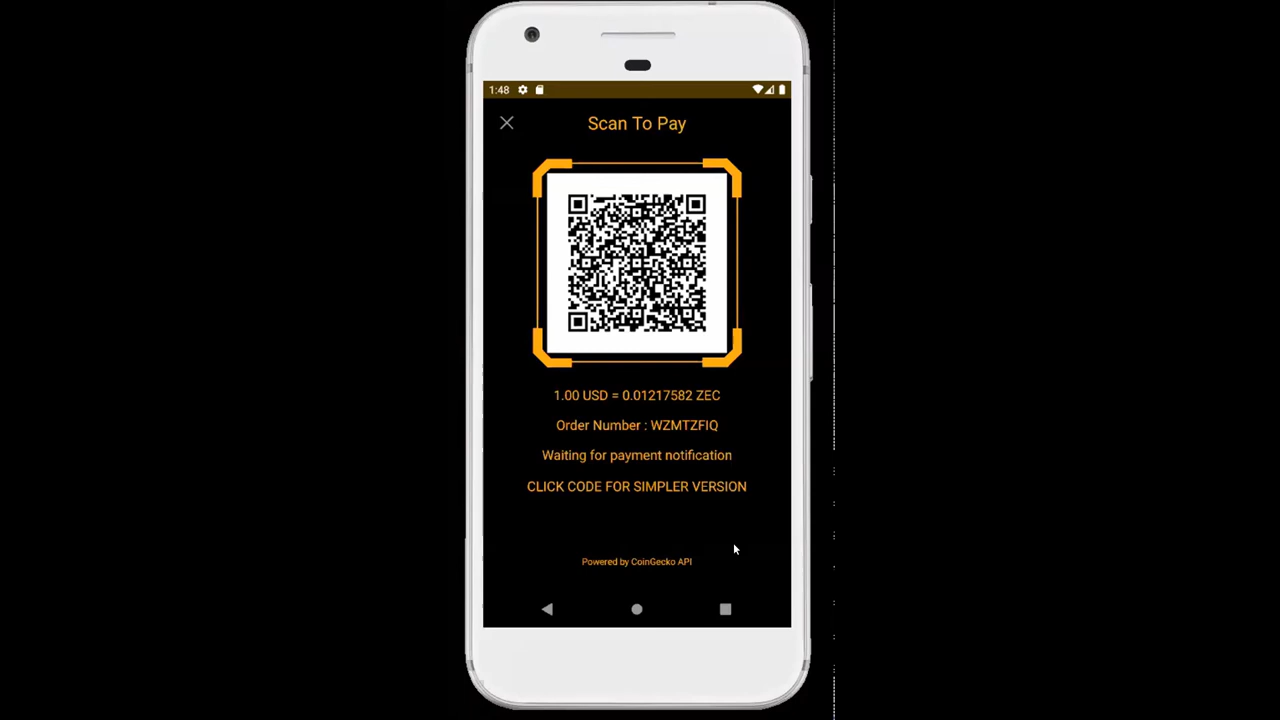 1:48
Scan To Pay
1.00 USD = 0.01217582 ZEC
Order Number : WZMTZFIQ
Waiting for payment notification
CLICK CODE FOR SIMPLER VERSION
Powered by CoinGecko API